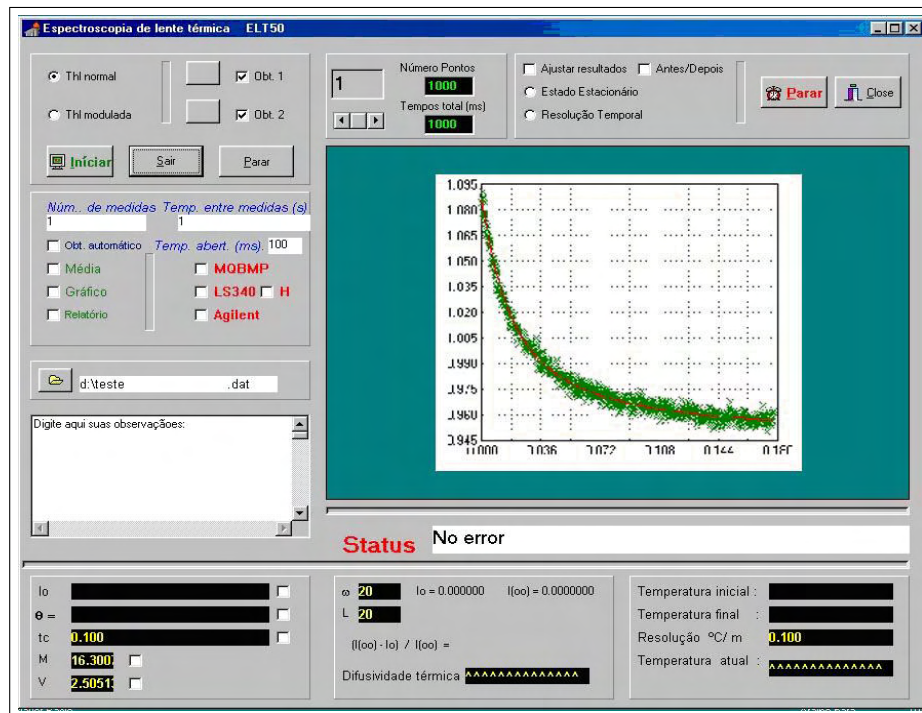 Espectroscopia de lente térmica ELT50
Thl normal
Obt. 1
Thl modulada
Obt. 2
Iníciar
Sair
Parar
1
Número Pontos
1000
Tempos total (ms)
1000
Ajustar resultados
Antes/Depois
Estado Estacionário
Resolução Temporal
Parar
Close
Núm.. de medidas
Temp. entre medidas (s)
1
1
Obt. automático
Temp. abert. (ms).
100
Média
MQBMP
Gráfico
LS340
H
Relatório
Agilent
d:\teste
.dat
Digite aqui suas observaçãoes:
1.095
1.080
1.065
1.050
1.035
1.020
1.005
0.990
0.975
0.960
0.945
0.000
0.036
0.072
0.108
0.144
0.180
Status
No error
Io
θ =
tc
0.100
M
16.300
V
2.5051
ω
20
Io = 0.000000
I(oo) = 0.0000000
L
20
(I(oo) - Io) / I(oo) =
Difusividade térmica
^^^^^^^^^^^^^^
Temperatura inicial :
Temperatura final :
Resolução ºC/ m
0.100
Temperatura atual :
^^^^^^^^^^^^^^